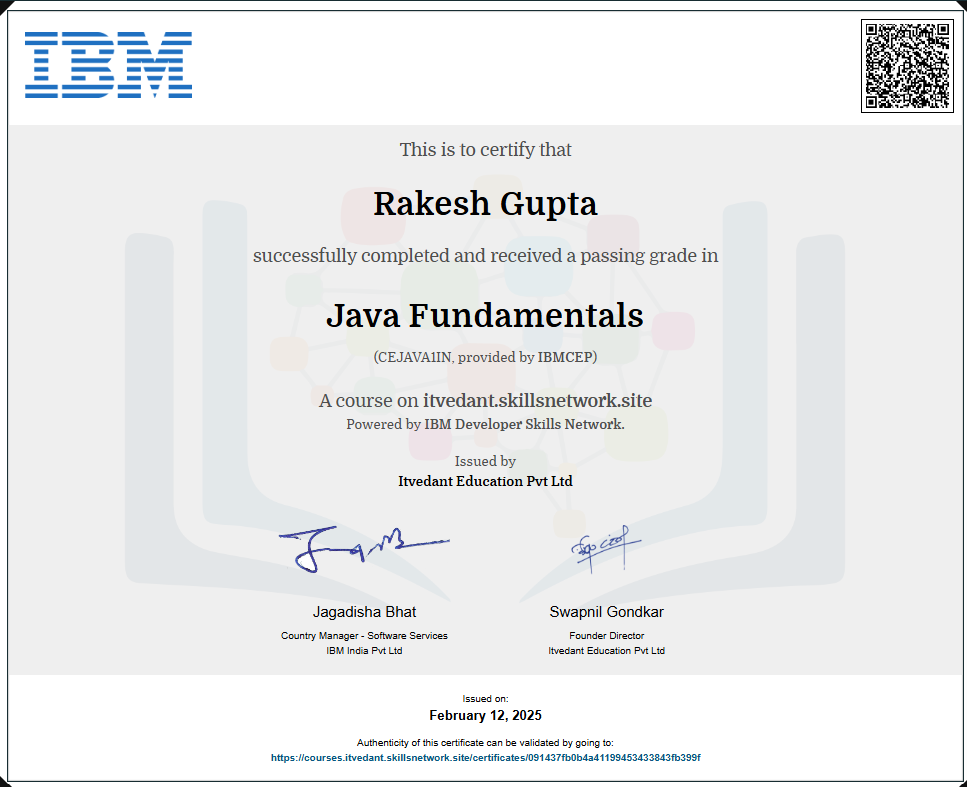 IBM
This is to certify that
Rakesh Gupta
successfully completed and received a passing grade in
Java Fundamentals
(CEJAVA1IN, provided by IBMCEP)
A course on itvedant.skillsnetwork.site
Powered by IBM Developer Skills Network.
Issued by
Itvedant Education Pvt Ltd
Jagadisha Bhat
Country Manager - Software Services
IBM India Pvt Ltd
Swapnil Gondkar
Founder Director
Itvedant Education Pvt Ltd
Issued on:
February 12, 2025
Authenticity of this certificate can be validated by going to:
https://courses.itvedant.skillsnetwork.site/certificates/091437fb0b4a41199453433843fb399f